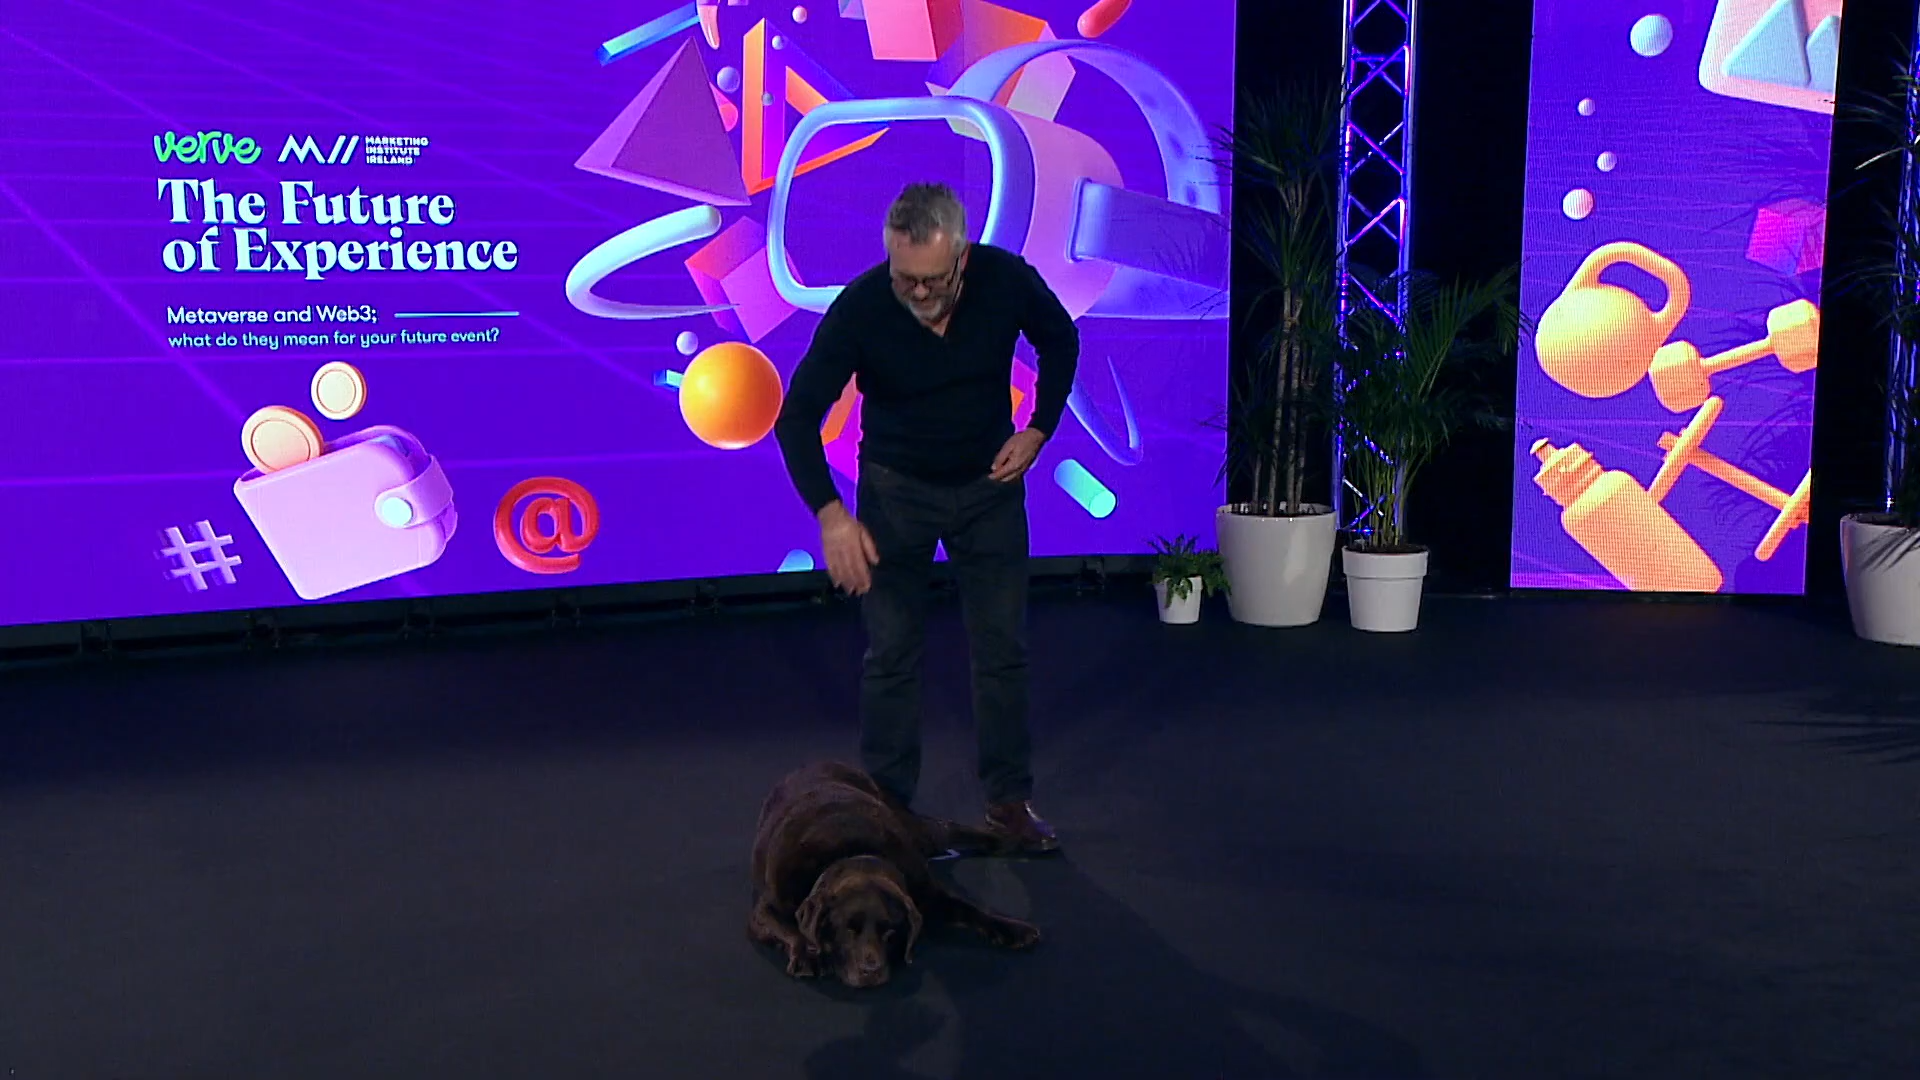 verve
MARKETING
INSTITUTE
IRELAND
The Future
of Experience
Metaverse and Web3;
what do they mean for your future event?
#
@